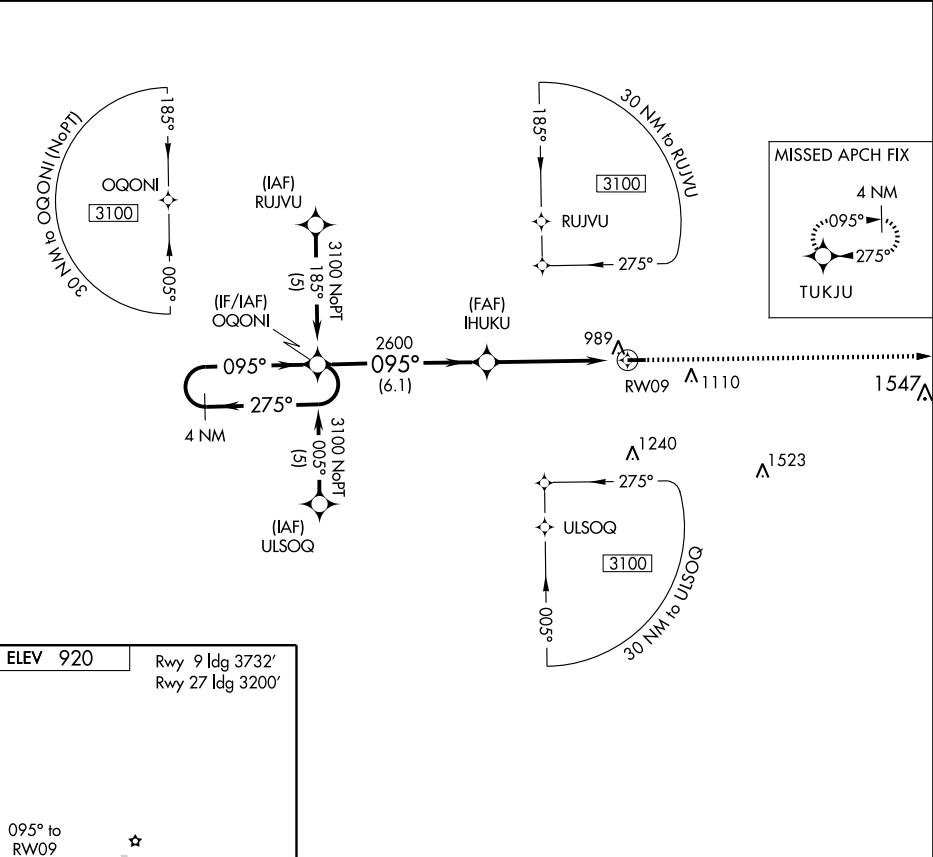 30 NM to OQONI (NoPT)
185°
OQONI
3100
005°
(IAF)
RUJVU
3100 NoPT
185°
(5)
(IF/IAF)
OQONI
095°
275°
4 NM
3100 NoPT
005°
(5)
(IAF)
ULSOQ
2600
095°
(6.1)
(FAF)
IHUKU
30 NM to RUJVU
185°
3100
RUJVU
275°
MISSED APCH FIX
4 NM
095°
275°
TUKJU
989
RW09
1110
1547
1240
1523
275°
ULSOQ
3100
005°
30 NM to ULSOQ
ELEV 920
Rwy 9 ldg 3732'
Rwy 27 ldg 3200'
095° to
RW09